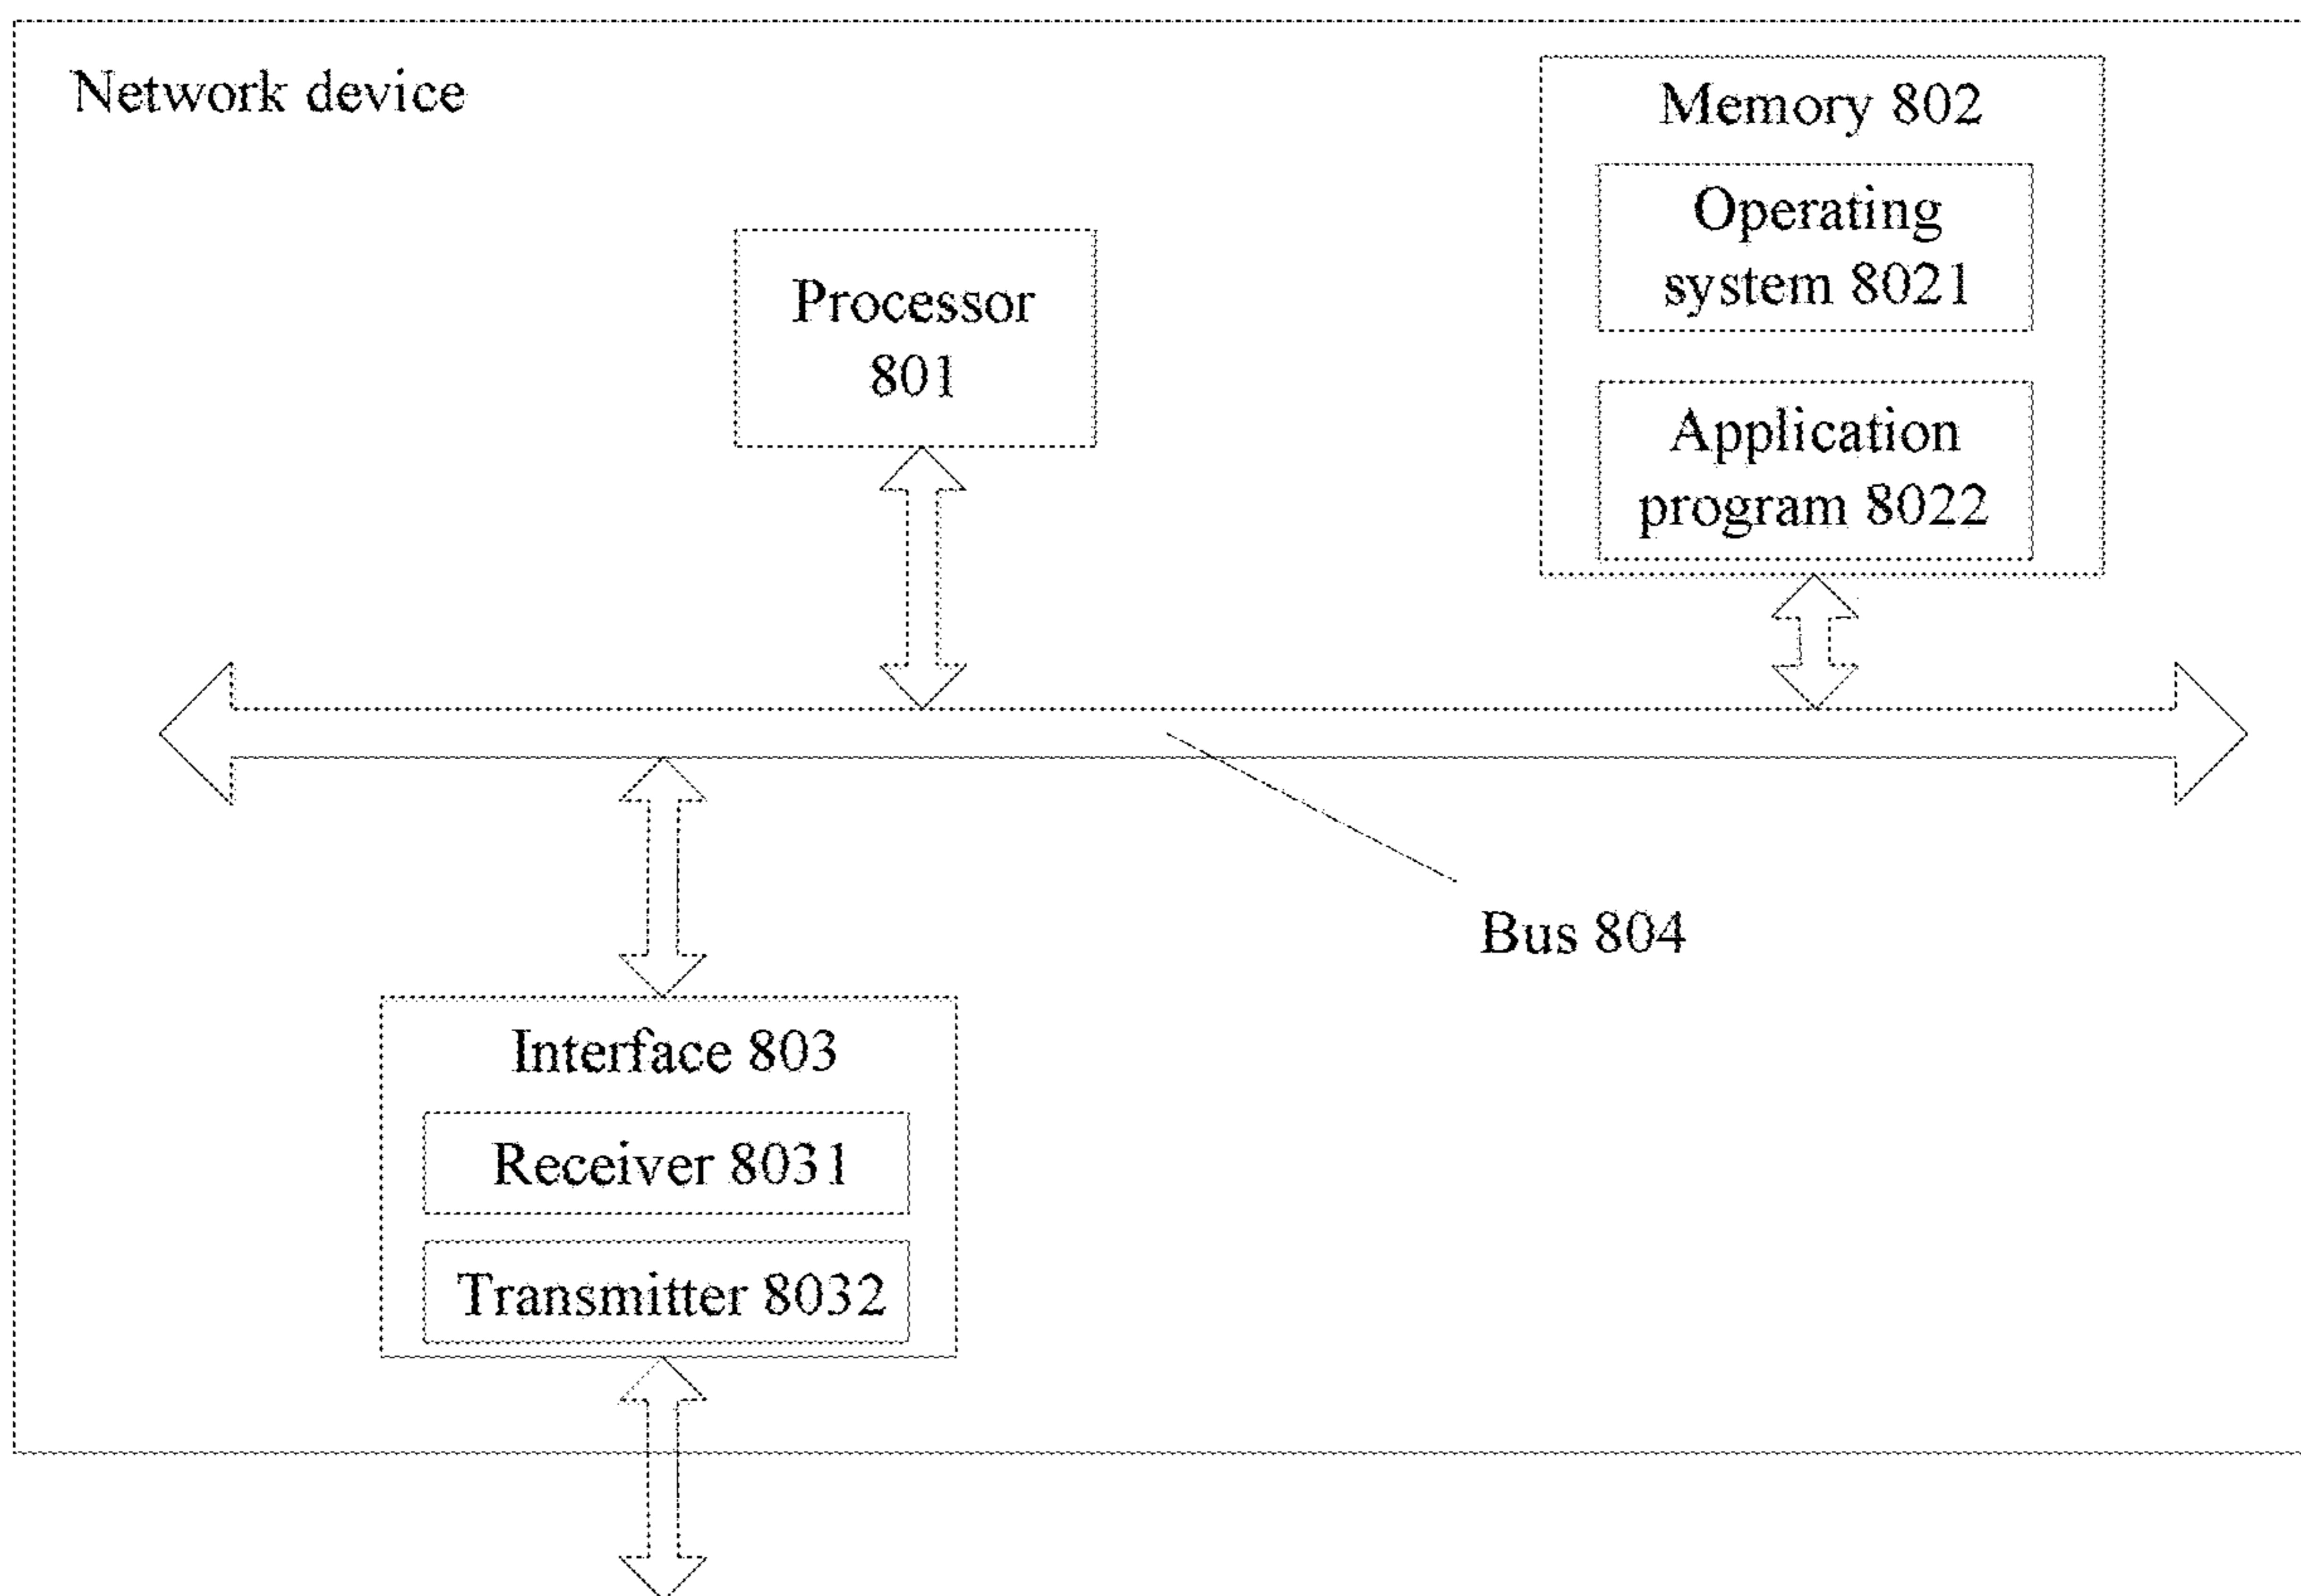 Network device
Memory 802
Operating
system 8021
Processor
801
Application
program 8022
Bus 804
Interface 803
Receiver 8031
Transmitter 8032